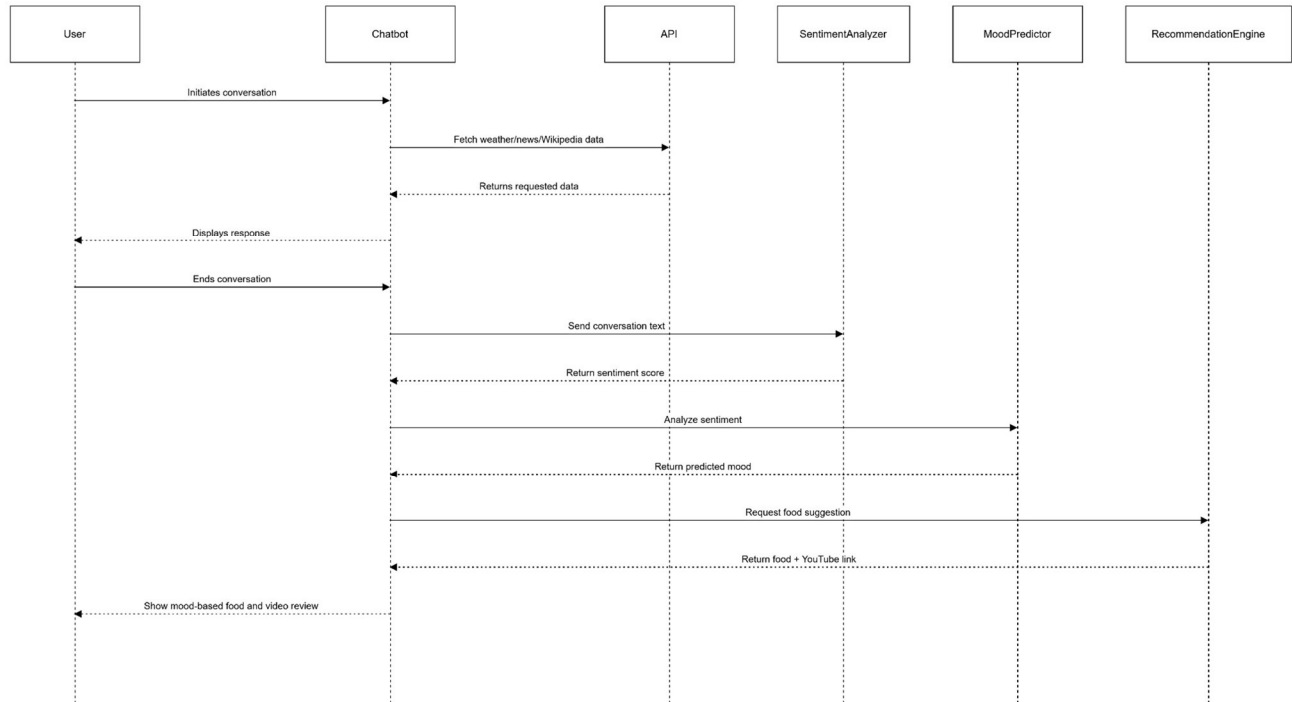 User
Chatbot
API
SentimentAnalyzer
MoodPredictor
RecommendationEngine
Initiates conversation
Fetch weather/news/Wikipedia data
Returns requested data
Displays response
Ends conversation
Send conversation text
Return sentiment score
Analyze sentiment
Return predicted mood
Request food suggestion
Return food + YouTube link
Show mood-based food and video review